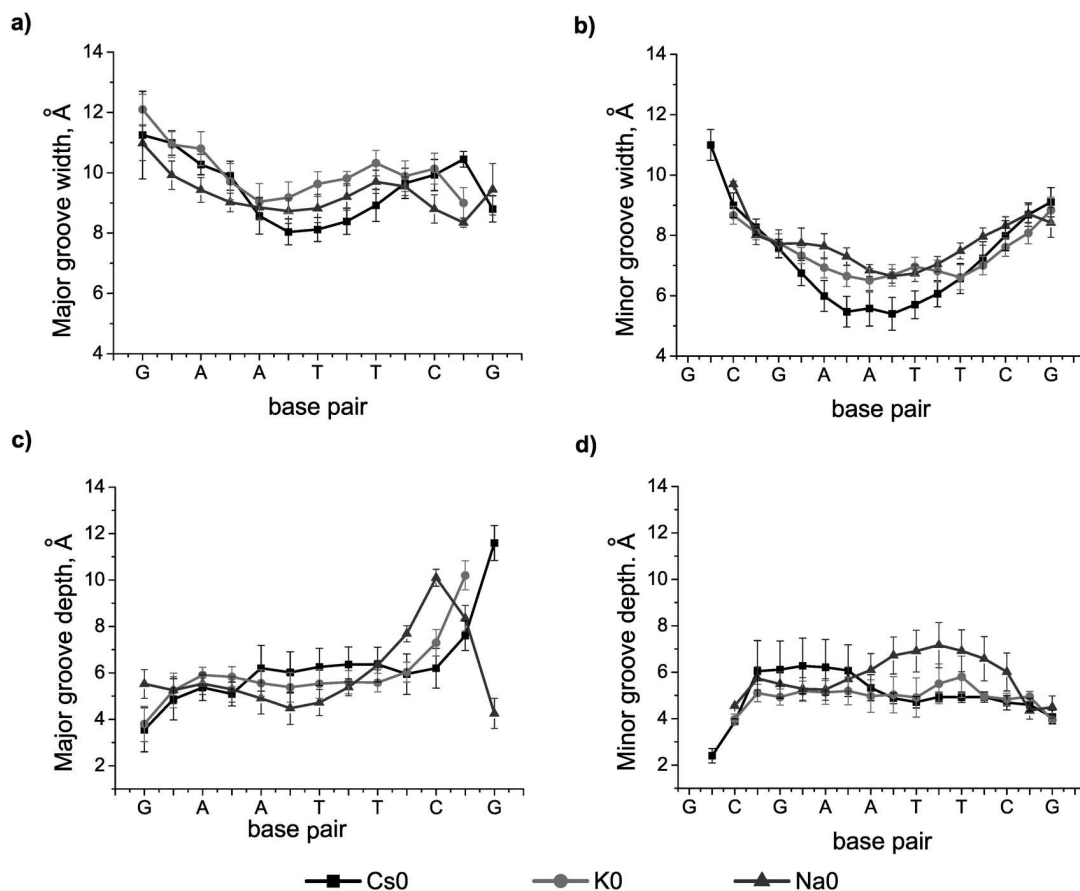 a)
14
12
10
8
6
4
Major groove width, Å
G A A T T C G
base pair
b)
14
12
10
8
6
4
Minor groove width, Å
G C G A A T T C G
base pair
c)
14
12
10
8
6
4
2
Major groove depth, Å
G A A T T C G
base pair
d)
14
12
10
8
6
4
2
Minor groove depth. Å
G C G A A T T C G
base pair
Cs0 K0 Na0